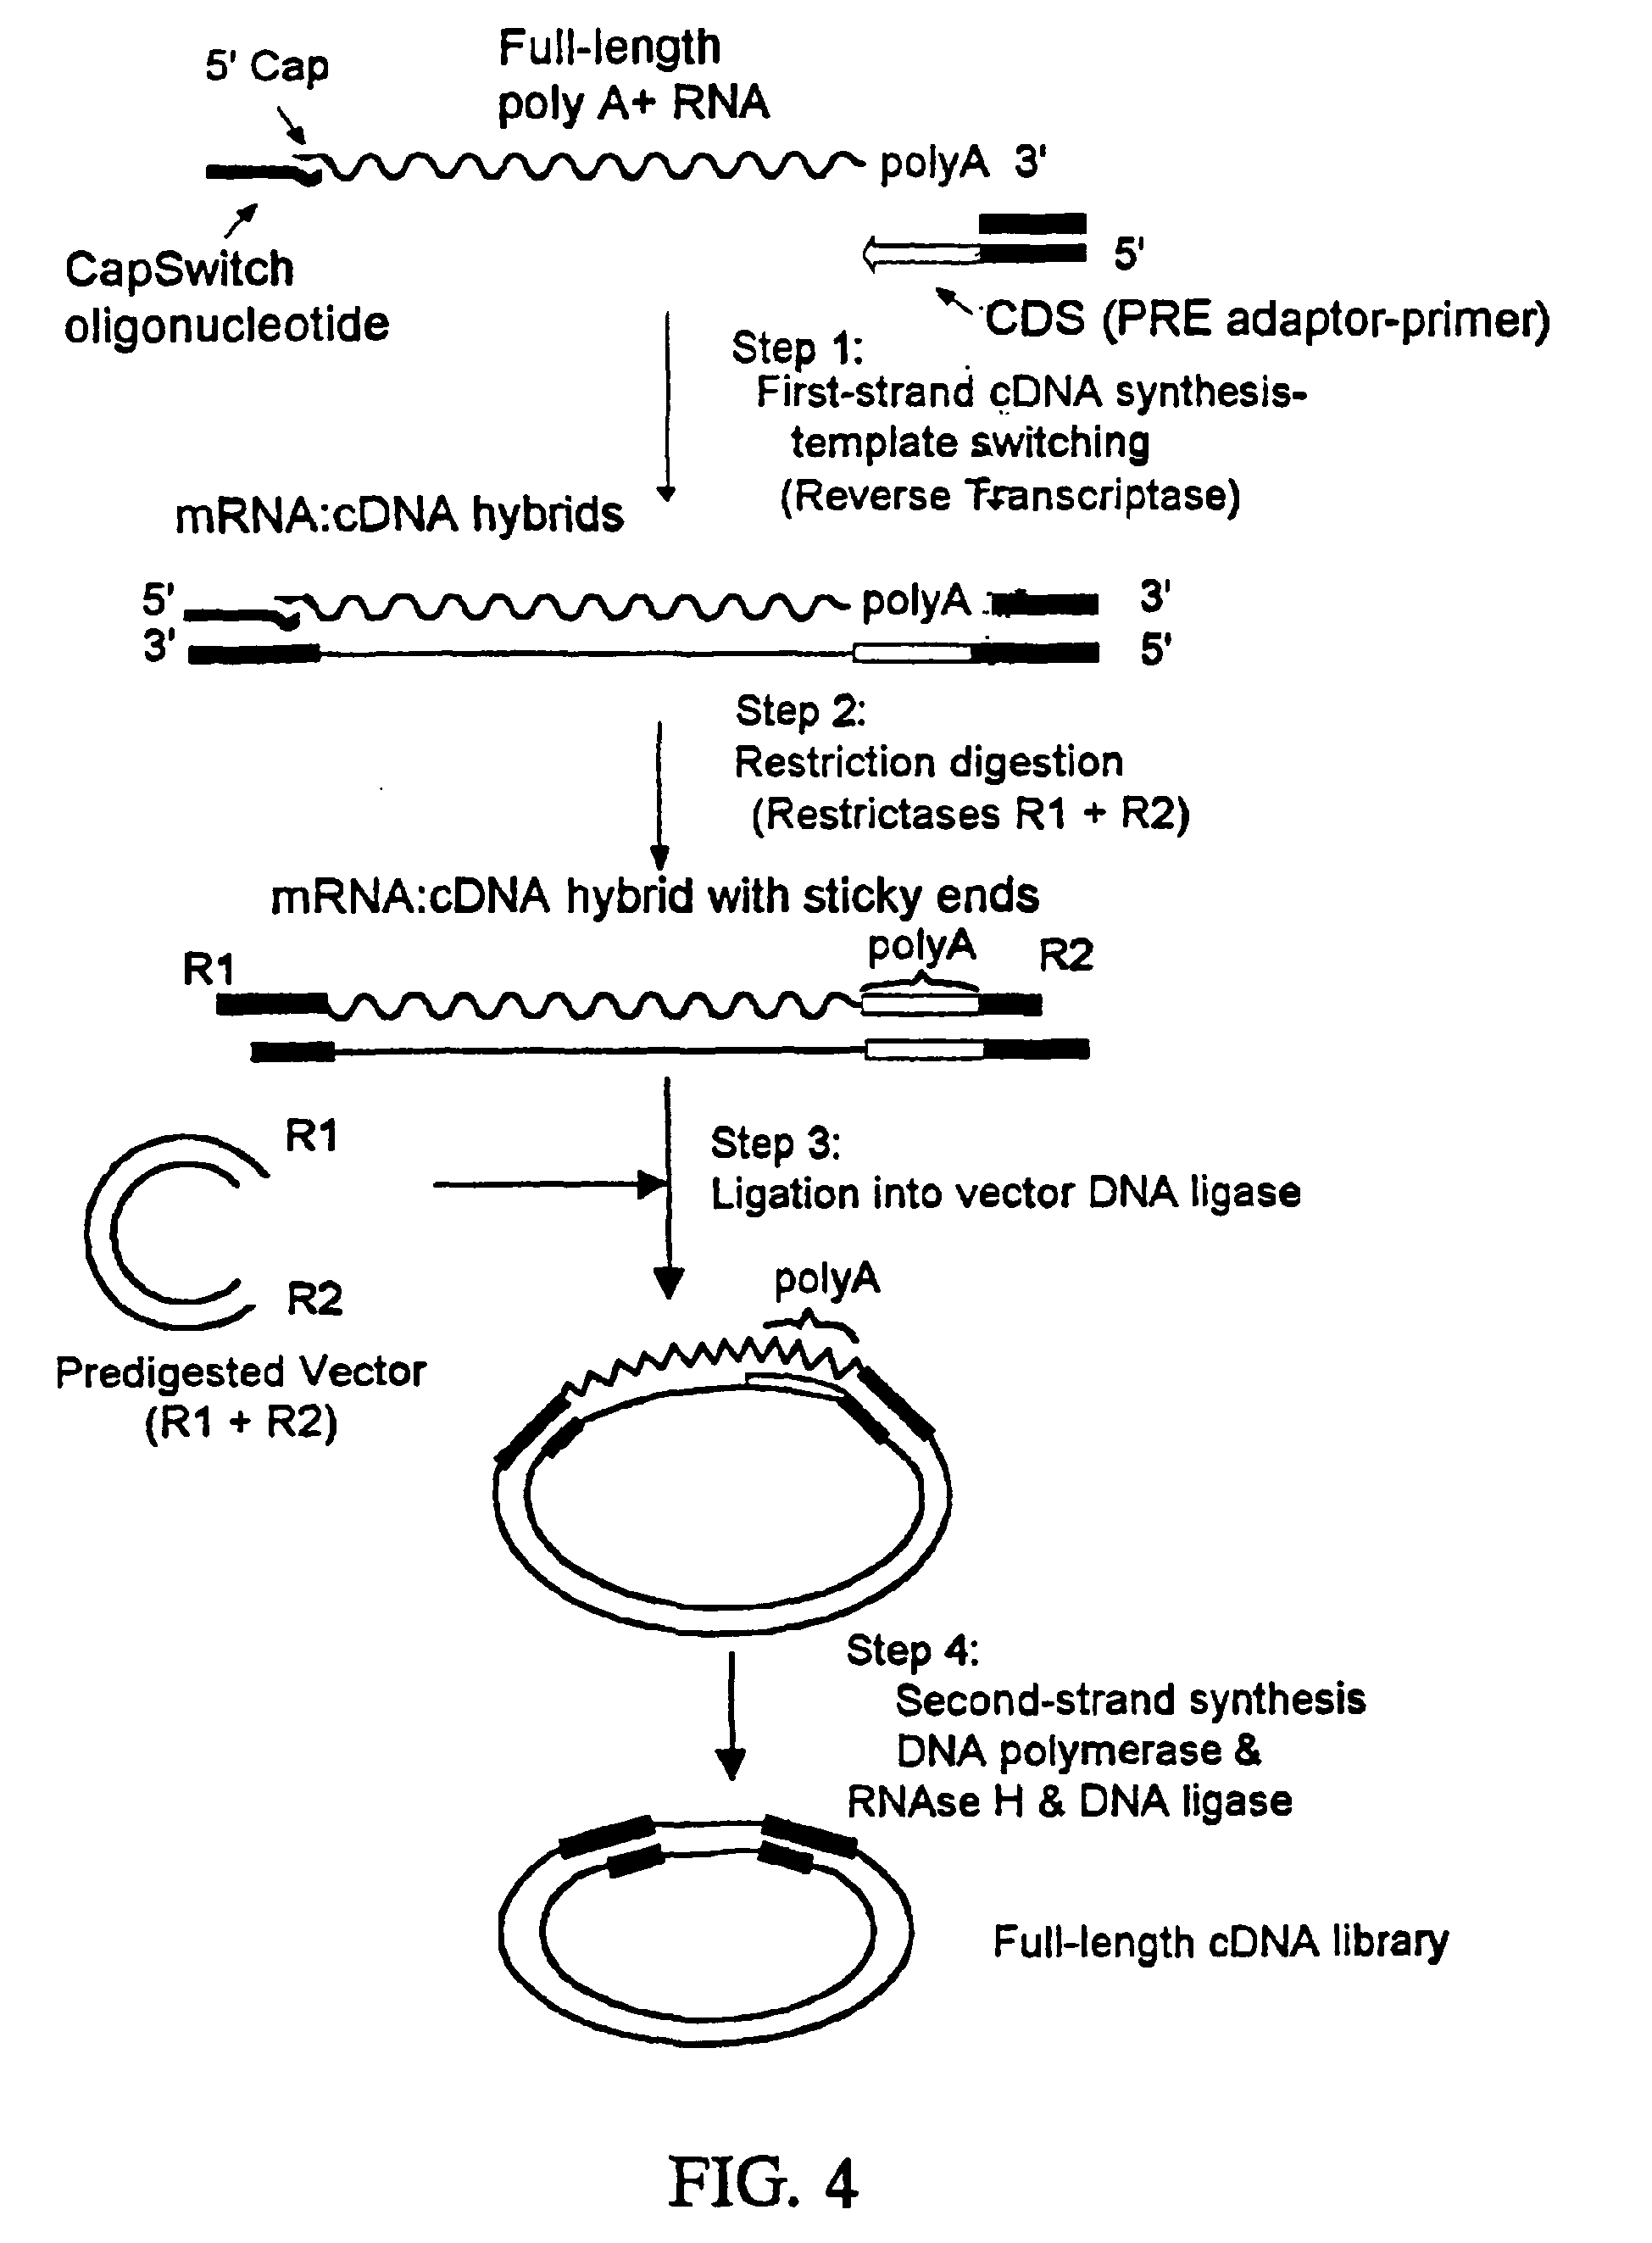 5' Cap
Full-length
poly A+ RNA
polyA 3'
5'
CapSwitch
oligonucleotide
CDS (PRE adaptor-primer)
Step 1:
First-strand cDNA synthesis-
template switching
(Reverse Transcriptase)
mRNA:cDNA hybrids
5'
polyA
3'
3'
5'
Step 2:
Restriction digestion
(Restrictases R1 + R2)
mRNA:cDNA hybrid with sticky ends
R1
polyA
R2
R1
Step 3:
Ligation into vector DNA ligase
R2
polyA
Predigested Vector
(R1 + R2)
Step 4:
Second-strand synthesis
DNA polymerase &
RNAse H & DNA ligase
Full-length cDNA library
FIG. 4